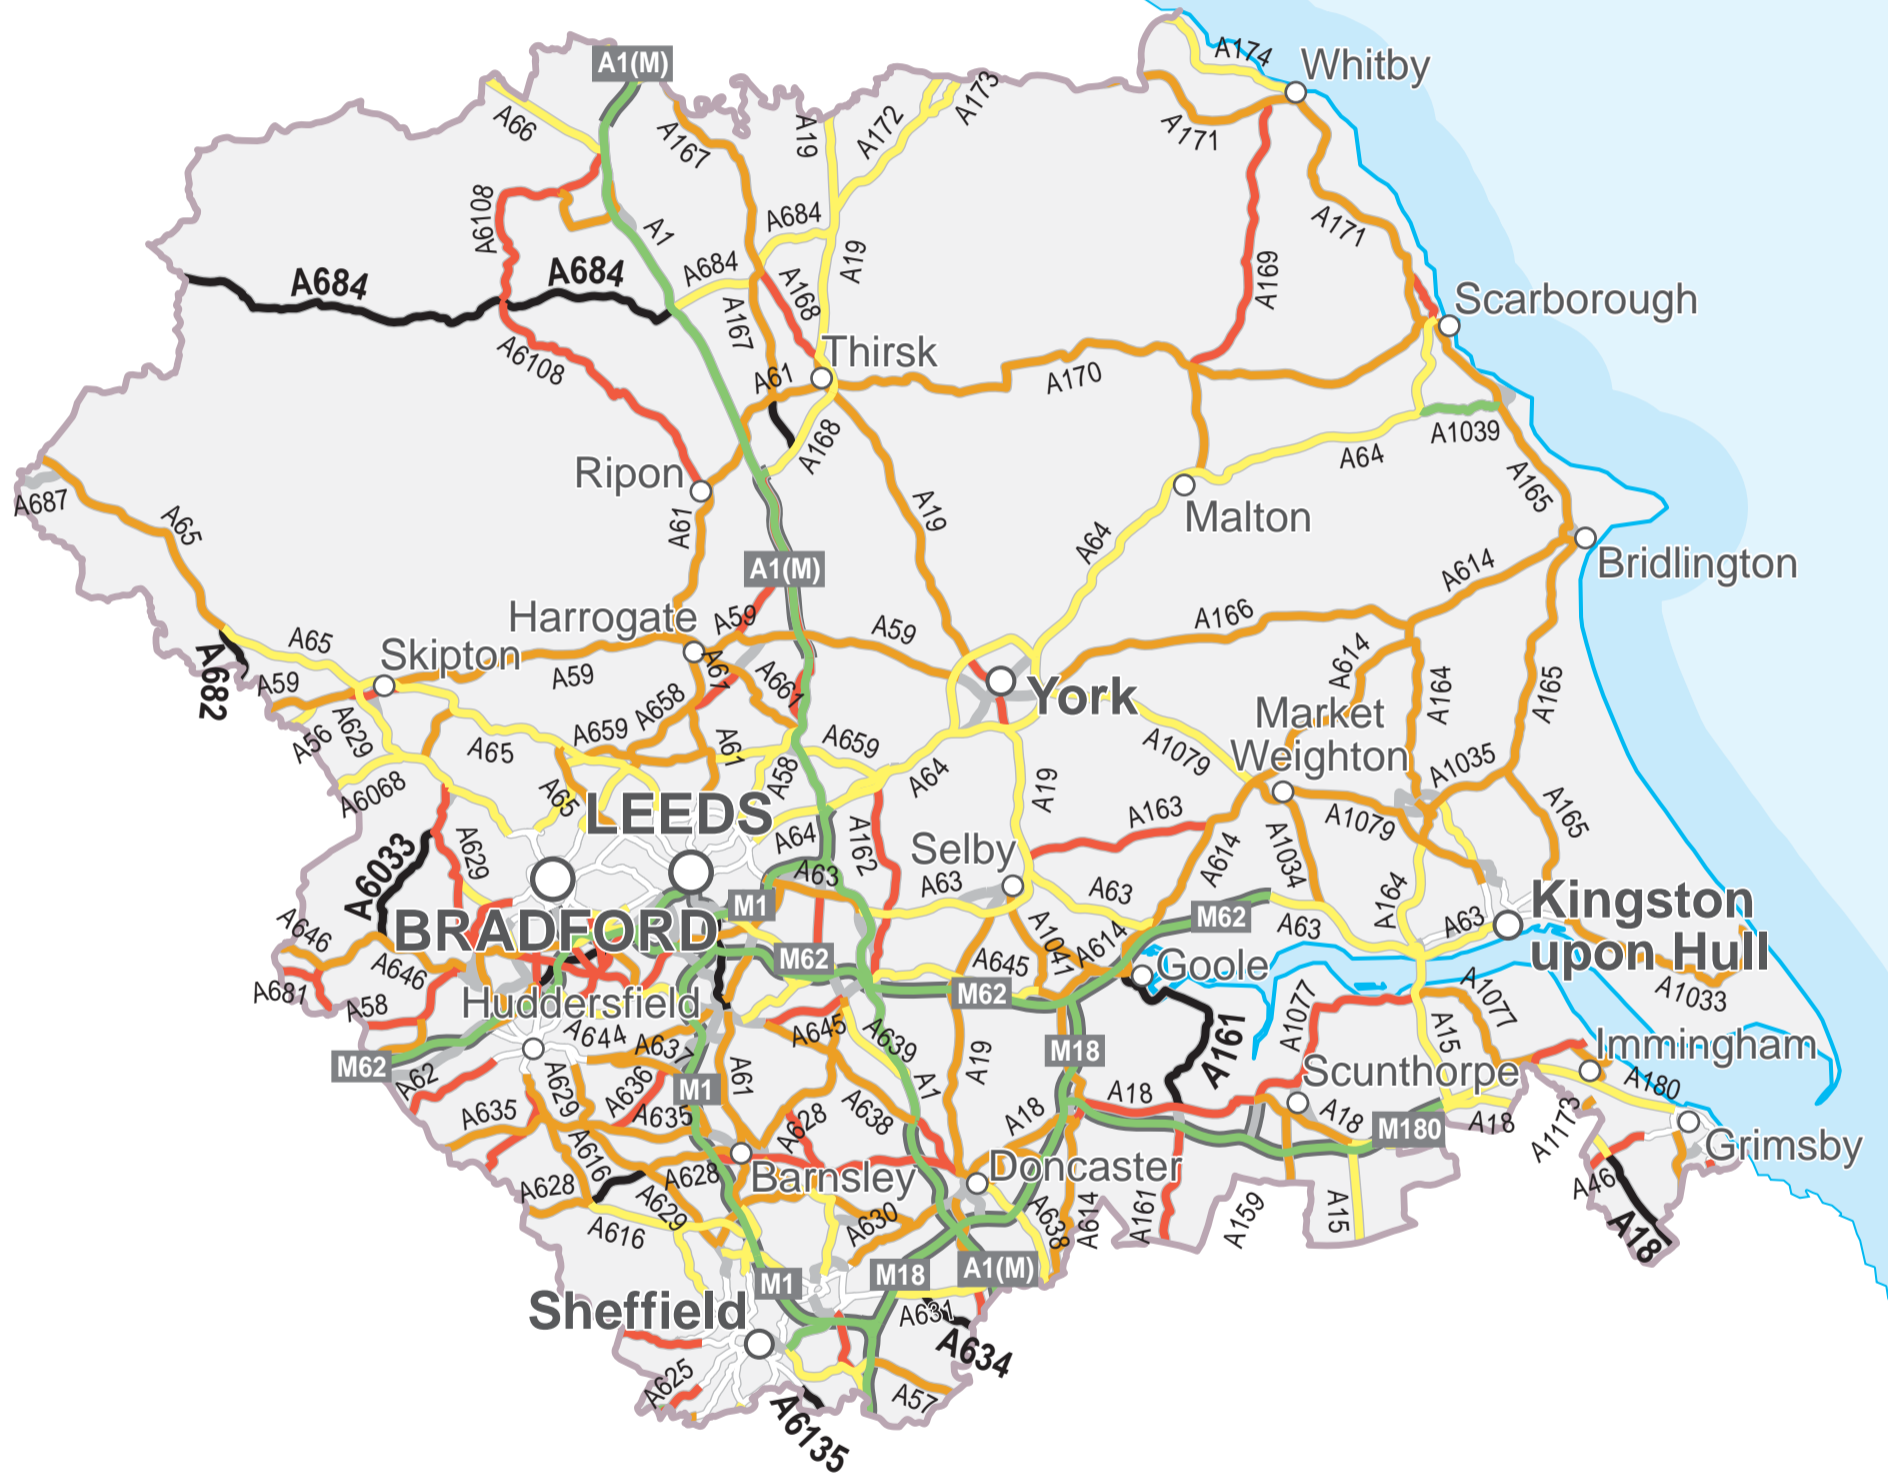 A1(M)
Whitby
A174
A66
A167
A19
A172
A173
A171
A6108
A1
A684
A19
A171
A169
A684
A684
A684
A168
A167
Scarborough
Thirsk
A6108
A61
A170
A1039
A64
A168
Ripon
A687
A65
A61
A19
Malton
A165
A64
A1(M)
Bridlington
A614
Harrogate
A59
A59
A166
A65
Skipton
A682
A59
A59
A61
A661
A658
York
A614
A164
A165
Market
Weighton
A56
A629
A65
A659
A61
A659
A1079
A1035
A6068
A65
A58
A64
A19
LEEDS
A163
A1079
A165
A64
A162
A629
Selby
A6033
A63
A63
A63
A614
A1034
A164
M1
M62
A63
A63
Kingston
upon Hull
A646
BRADFORD
A646
M62
A645
A1041
A614
Goole
A681
A58
Huddersfield
M62
A1077
A1077
A1033
A644
A637
A645
A639
A19
M18
A161
A15
Immingham
M62
A62
A629
A636
M1
A61
A1
Scunthorpe
A180
A635
A635
A628
A638
A18
A18
A18
M180
A18
A1173
Grimsby
A616
Barnsley
Doncaster
A628
A628
A629
A616
A630
A638
A614
A161
A159
A15
A46
A18
M1
M18
A1(M)
Sheffield
A631
A634
A625
A57
A6135